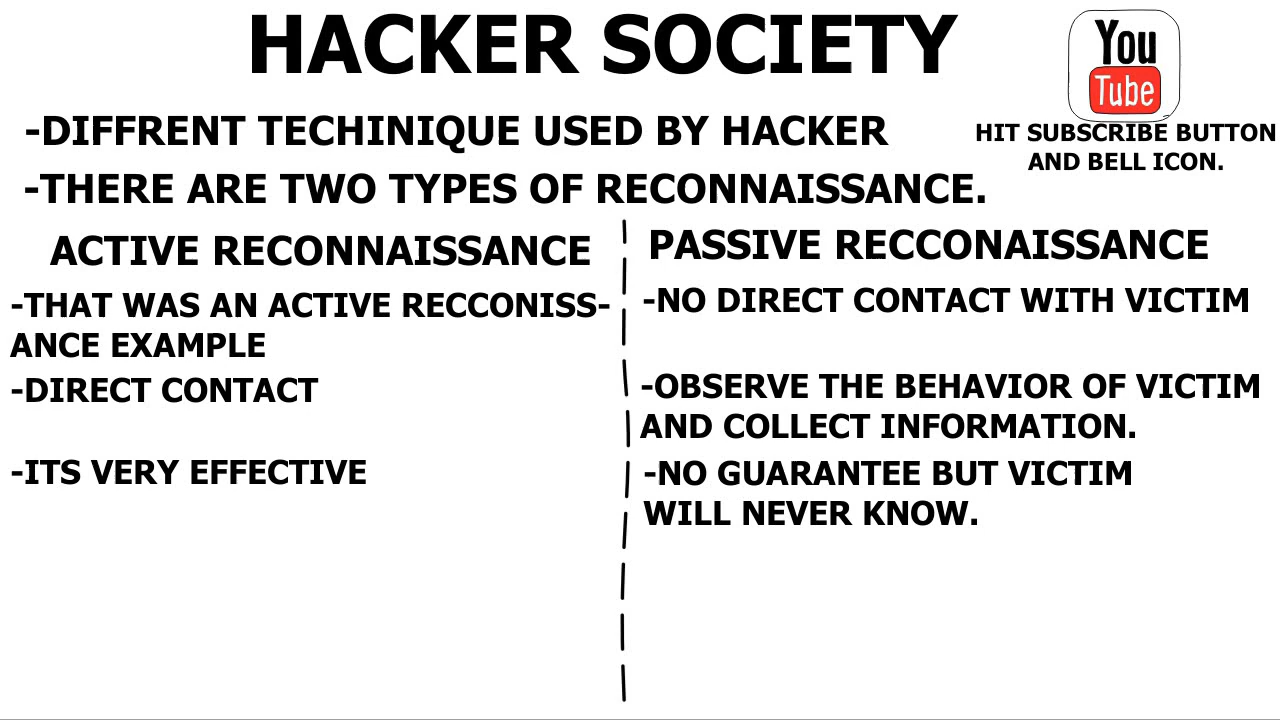 HACKER SOCIETY
You
Tube
HIT SUBSCRIBE BUTTON
AND BELL ICON.
-DIFFRENT TECHINIQUE USED BY HACKER
-THERE ARE TWO TYPES OF RECONNAISSANCE.
ACTIVE RECONNAISSANCE
-THAT WAS AN ACTIVE RECCONISS-
ANCE EXAMPLE
-DIRECT CONTACT
-ITS VERY EFFECTIVE
PASSIVE RECCONAISSANCE
-NO DIRECT CONTACT WITH VICTIM
-OBSERVE THE BEHAVIOR OF VICTIM
AND COLLECT INFORMATION.
-NO GUARANTEE BUT VICTIM
WILL NEVER KNOW.